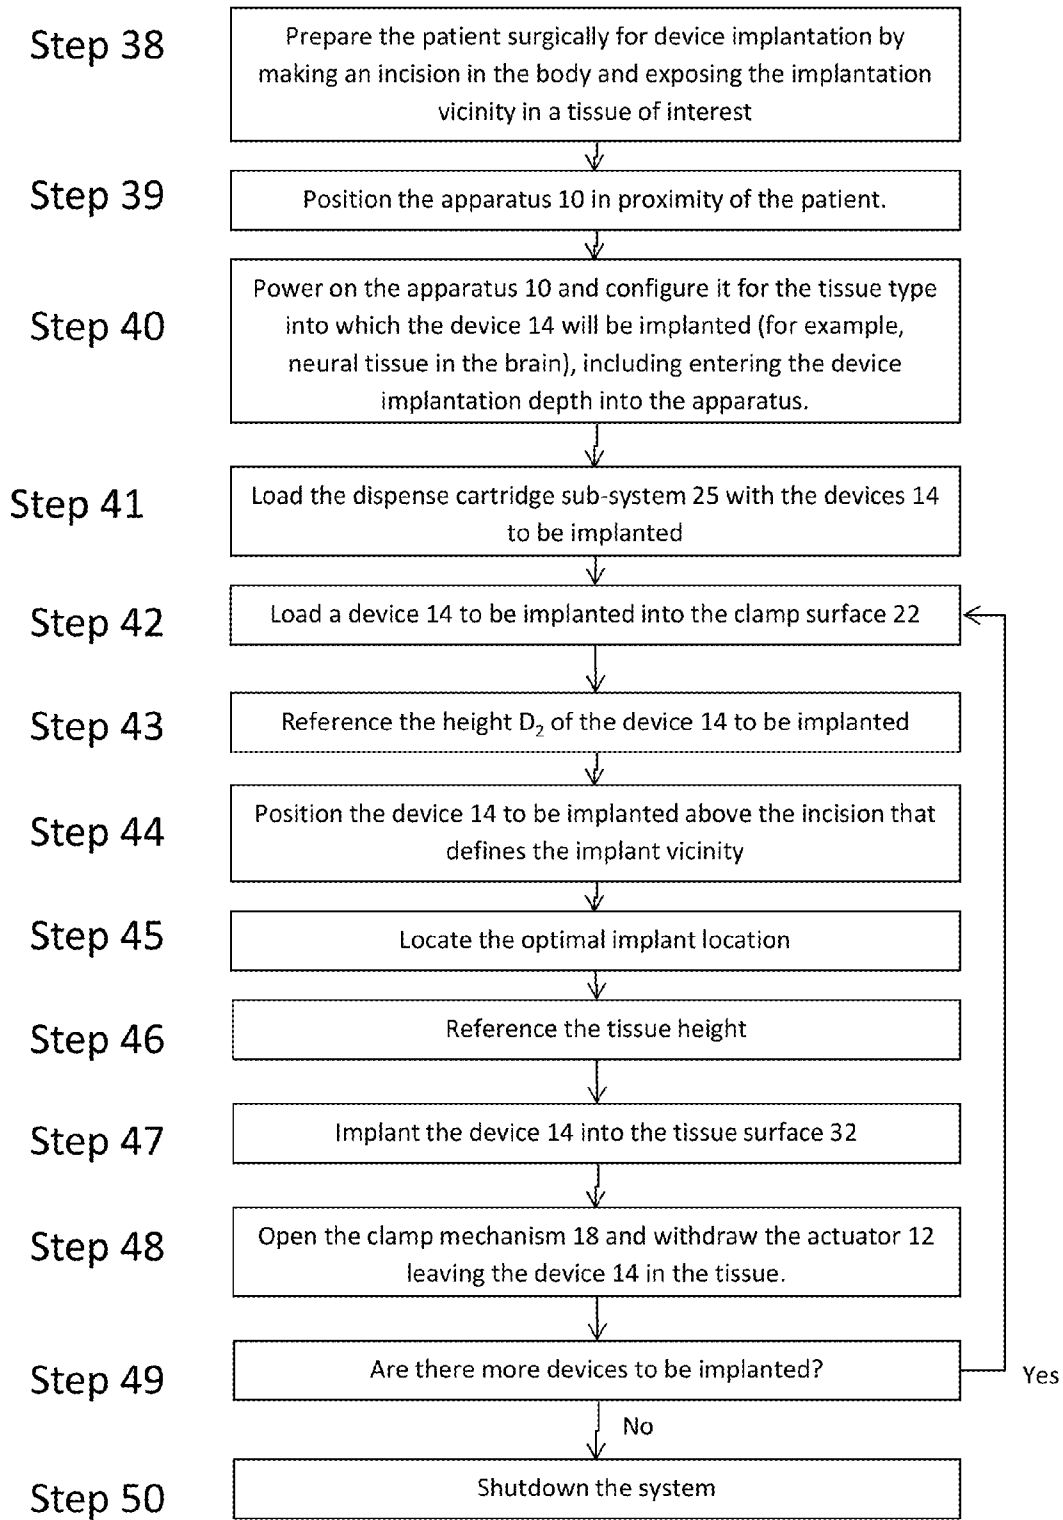 Step 38
Prepare the patient surgically for device implantation by
making an incision in the body and exposing the implantation
vicinity in a tissue of interest
Step 39
Position the apparatus 10 in proximity of the patient.
Step 40
Power on the apparatus 10 and configure it for the tissue type
into which the device 14 will be implanted (for example,
neural tissue in the brain), including entering the device
implantation depth into the apparatus.
Step 41
Load the dispense cartridge sub-system 25 with the devices 14
to be implanted
Step 42
Load a device 14 to be implanted into the clamp surface 22
Step 43
Reference the height D₂ of the device 14 to be implanted
Step 44
Position the device 14 to be implanted above the incision that
defines the implant vicinity
Step 45
Locate the optimal implant location
Step 46
Reference the tissue height
Step 47
Implant the device 14 into the tissue surface 32
Step 48
Open the clamp mechanism 18 and withdraw the actuator 12
leaving the device 14 in the tissue.
Step 49
Are there more devices to be implanted?
Yes
No
Step 50
Shutdown the system